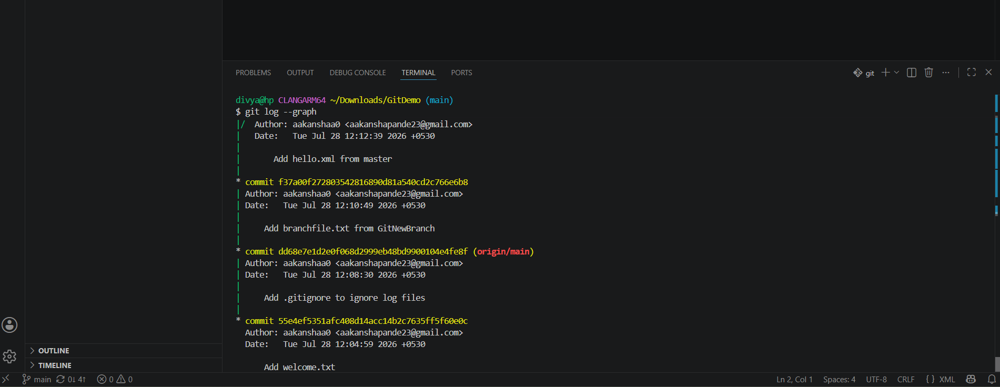 PROBLEMS OUTPUT DEBUG CONSOLE TERMINAL PORTS git
divya@hp CLANGARM64 ~/Downloads/GitDemo (main)
$ git log --graph
|/  Author: aakanshaa0 <aakanshapande23@gmail.com>
|   Date:   Tue Jul 28 12:12:39 2026 +0530
|
|       Add hello.xml from master
|
* commit f37a00f272803542816890d81a540cd2c766e6b8
| Author: aakanshaa0 <aakanshapande23@gmail.com>
| Date:   Tue Jul 28 12:10:49 2026 +0530
|
|     Add branchfile.txt from GitNewBranch
|
* commit dd68e7e1d2e0f068d2999eb48bd9900104e4fe8f (origin/main)
| Author: aakanshaa0 <aakanshapande23@gmail.com>
| Date:   Tue Jul 28 12:08:30 2026 +0530
|
|     Add .gitignore to ignore log files
|
* commit 55e4ef5351afc408d14acc14b2c7635ff5f60e0c
  Author: aakanshaa0 <aakanshapande23@gmail.com>
  Date:   Tue Jul 28 12:04:59 2026 +0530

      Add welcome.txt
OUTLINE
TIMELINE
main 0↓ 4↑ 0 0 Ln 2, Col 1 Spaces: 4 UTF-8 CRLF { } XML